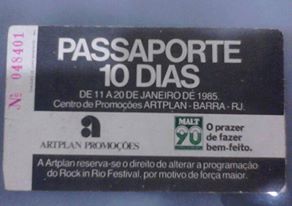 Nº 048401
PASSAPORTE
10 DIAS
DE 11 A 20 DE JANEIRO DE 1985.
Centro de Promoções ARTPLAN - BARRA - RJ.
a
ARTPLAN PROMOÇÕES
MALT
90
O prazer
de fazer
bem-feito.
A Artplan reserva-se o direito de alterar a programação
do Rock in Rio Festival, por motivo de força maior.